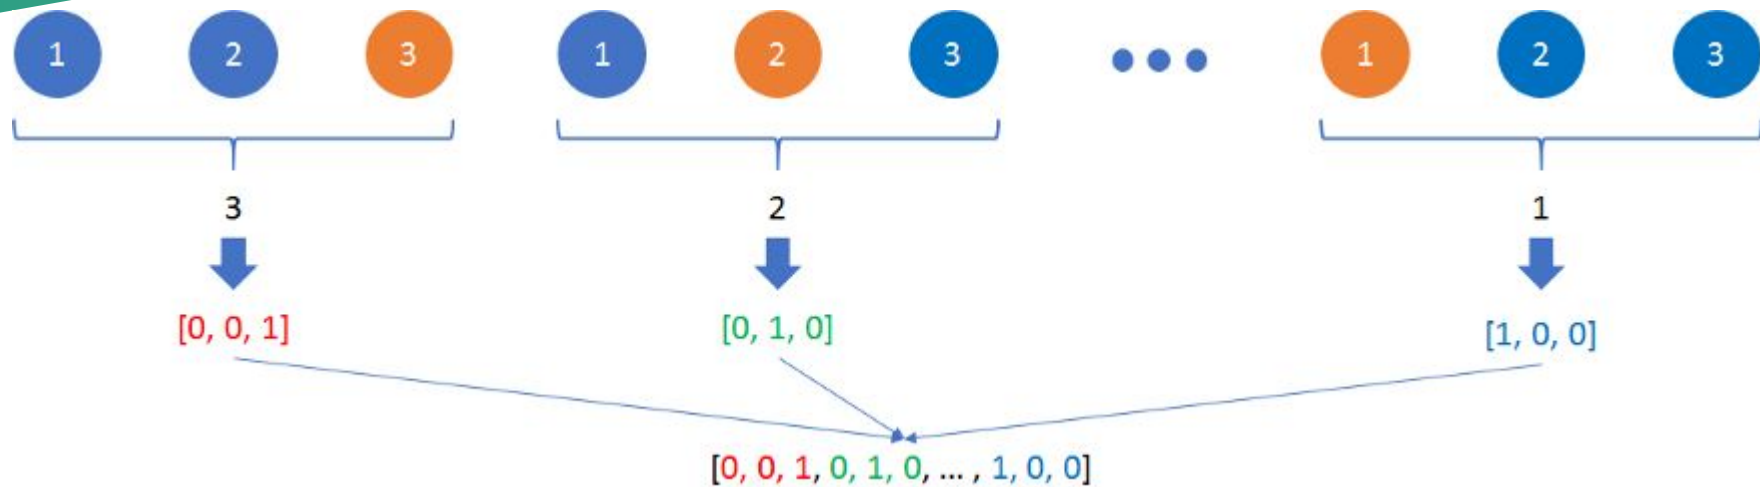 1 2 3 1 2 3 1 2 3
3 2 1
[0, 0, 1] [0, 1, 0] [1, 0, 0]
[0, 0, 1, 0, 1, 0, ... , 1, 0, 0]